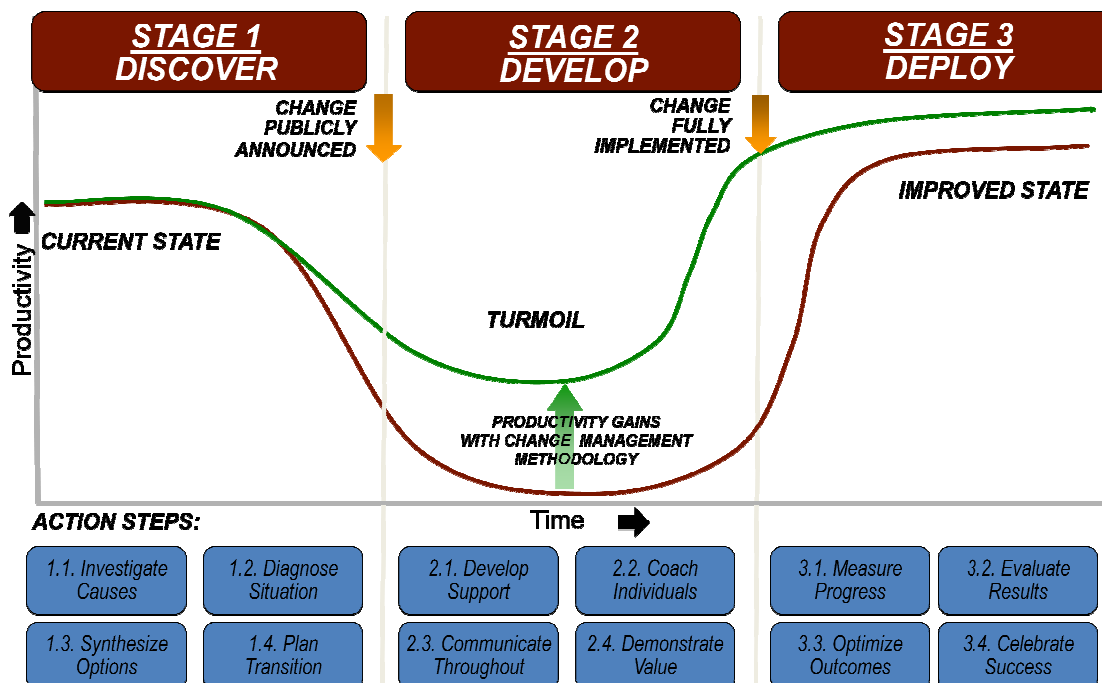 STAGE 1
DISCOVER
STAGE 2
DEVELOP
STAGE 3
DEPLOY
CHANGE
PUBLICLY
ANNOUNCED
CHANGE
FULLY
IMPLEMENTED
IMPROVED STATE
CURRENT STATE
Productivity
TURMOIL
PRODUCTIVITY GAINS
WITH CHANGE MANAGEMENT
METHODOLOGY
Time
ACTION STEPS:
1.1. Investigate
Causes
1.2. Diagnose
Situation
2.1. Develop
Support
2.2. Coach
Individuals
3.1. Measure
Progress
3.2. Evaluate
Results
1.3. Synthesize
Options
1.4. Plan
Transition
2.3. Communicate
Throughout
2.4. Demonstrate
Value
3.3. Optimize
Outcomes
3.4. Celebrate
Success